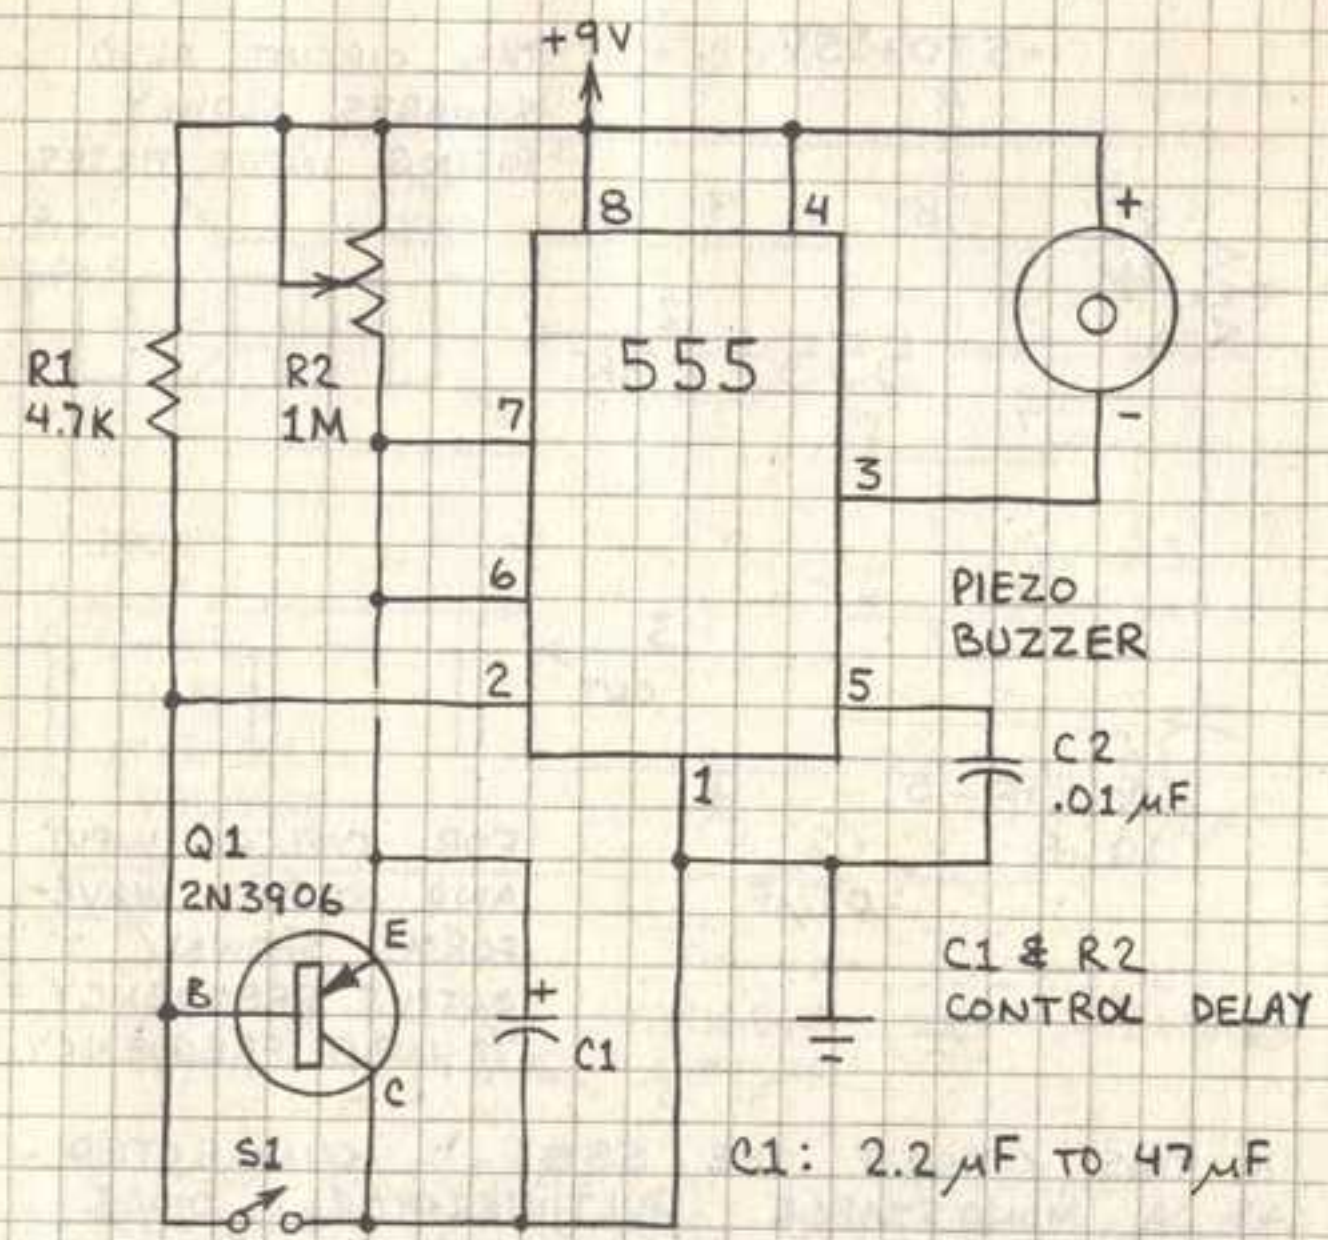 +9V
8
4
+
555
R1
4.7K
R2
1M
7
-
3
6
PIEZO
BUZZER
2
5
C2
.01µF
1
Q1
2N3906
E
B
+
C1
C
C1 & R2
CONTROL DELAY
S1
C1: 2.2µF TO 47µF